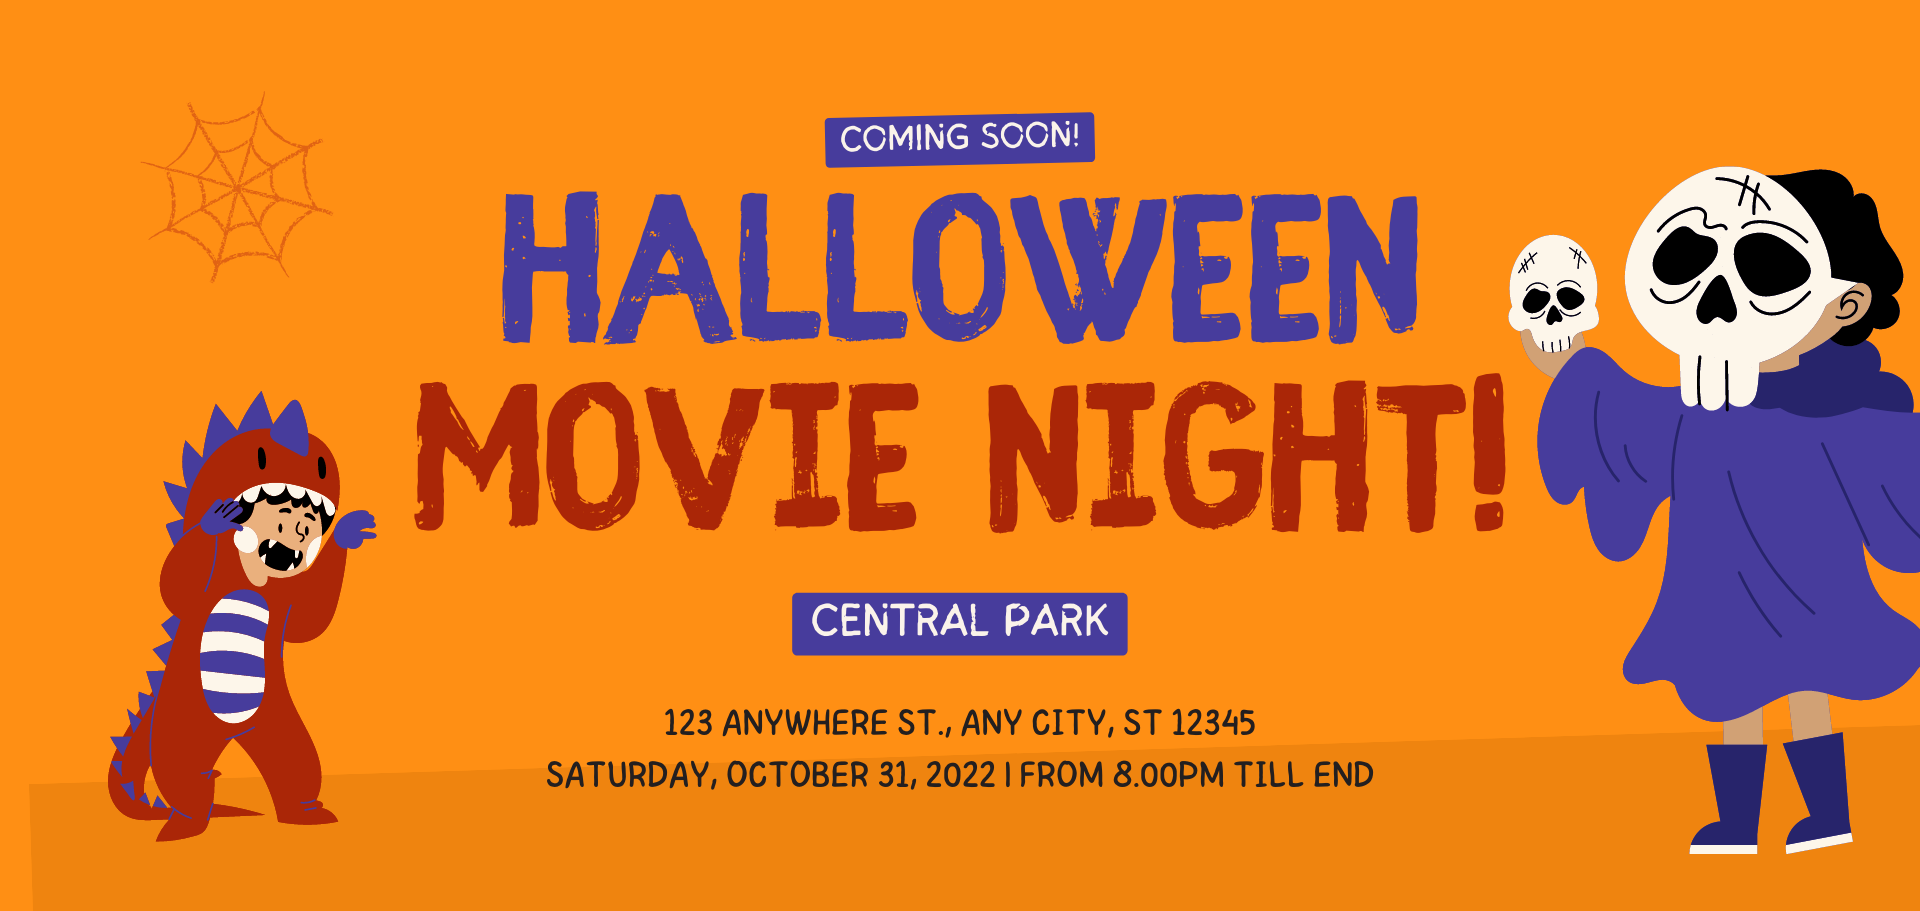 COMING SOON!
HALLOWEEN
MOVIE NIGHT!
CENTRAL PARK
123 ANYWHERE ST., ANY CITY, ST 12345
SATURDAY, OCTOBER 31, 2022 | FROM 8.00PM TILL END